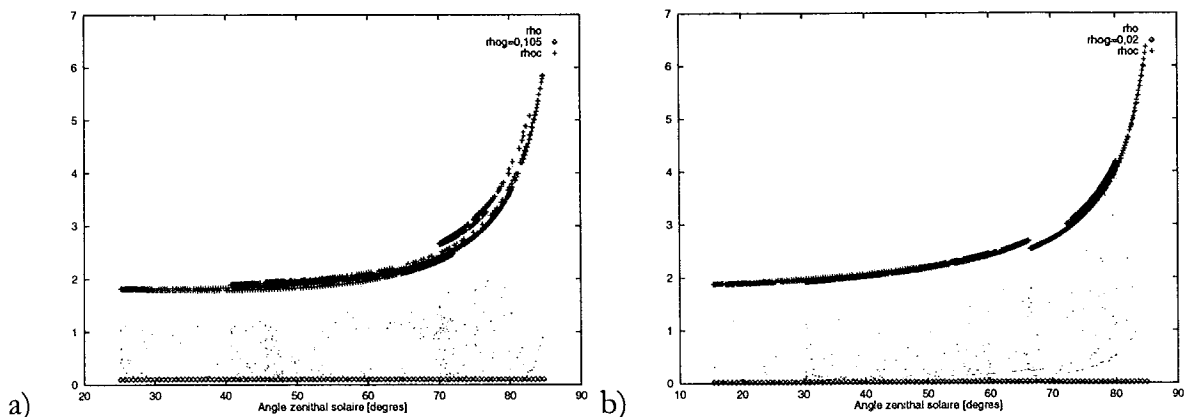 a)
7
6
5
4
3
2
1
0
rho
rhog=0,105 ◇
rhoc +
20 30 40 50 60 70 80 90
Angle zenithal solaire [degres]
b)
7
6
5
4
3
2
1
0
rho
rhog=0,02 ◇
rhoc +
10 20 30 40 50 60 70 80 90
Angle zenithal solaire [degres]